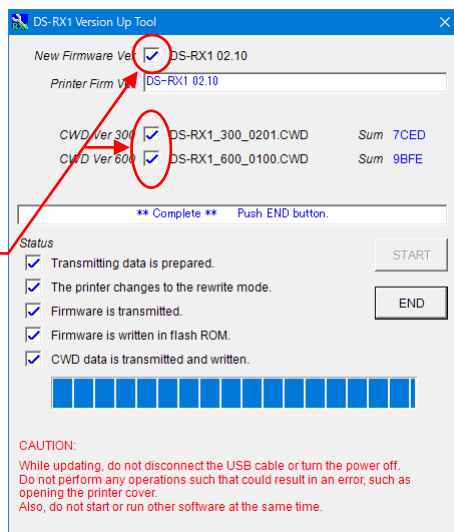 DS-RX1 Version Up Tool
New Firmware Ver DS-RX1 02.10
Printer Firm Ver DS-RX1 02.10
CWD Ver 300 DS-RX1_300_0201.CWD Sum 7CED
CWD Ver 600 DS-RX1_600_0100.CWD Sum 9BFE
** Complete ** Push END button.
Status
START
Transmitting data is prepared.
The printer changes to the rewrite mode.
END
Firmware is transmitted.
Firmware is written in flash ROM.
CWD data is transmitted and written.
CAUTION:
While updating, do not disconnect the USB cable or turn the power off.
Do not perform any operations such that could result in an error, such as
opening the printer cover.
Also, do not start or run other software at the same time.